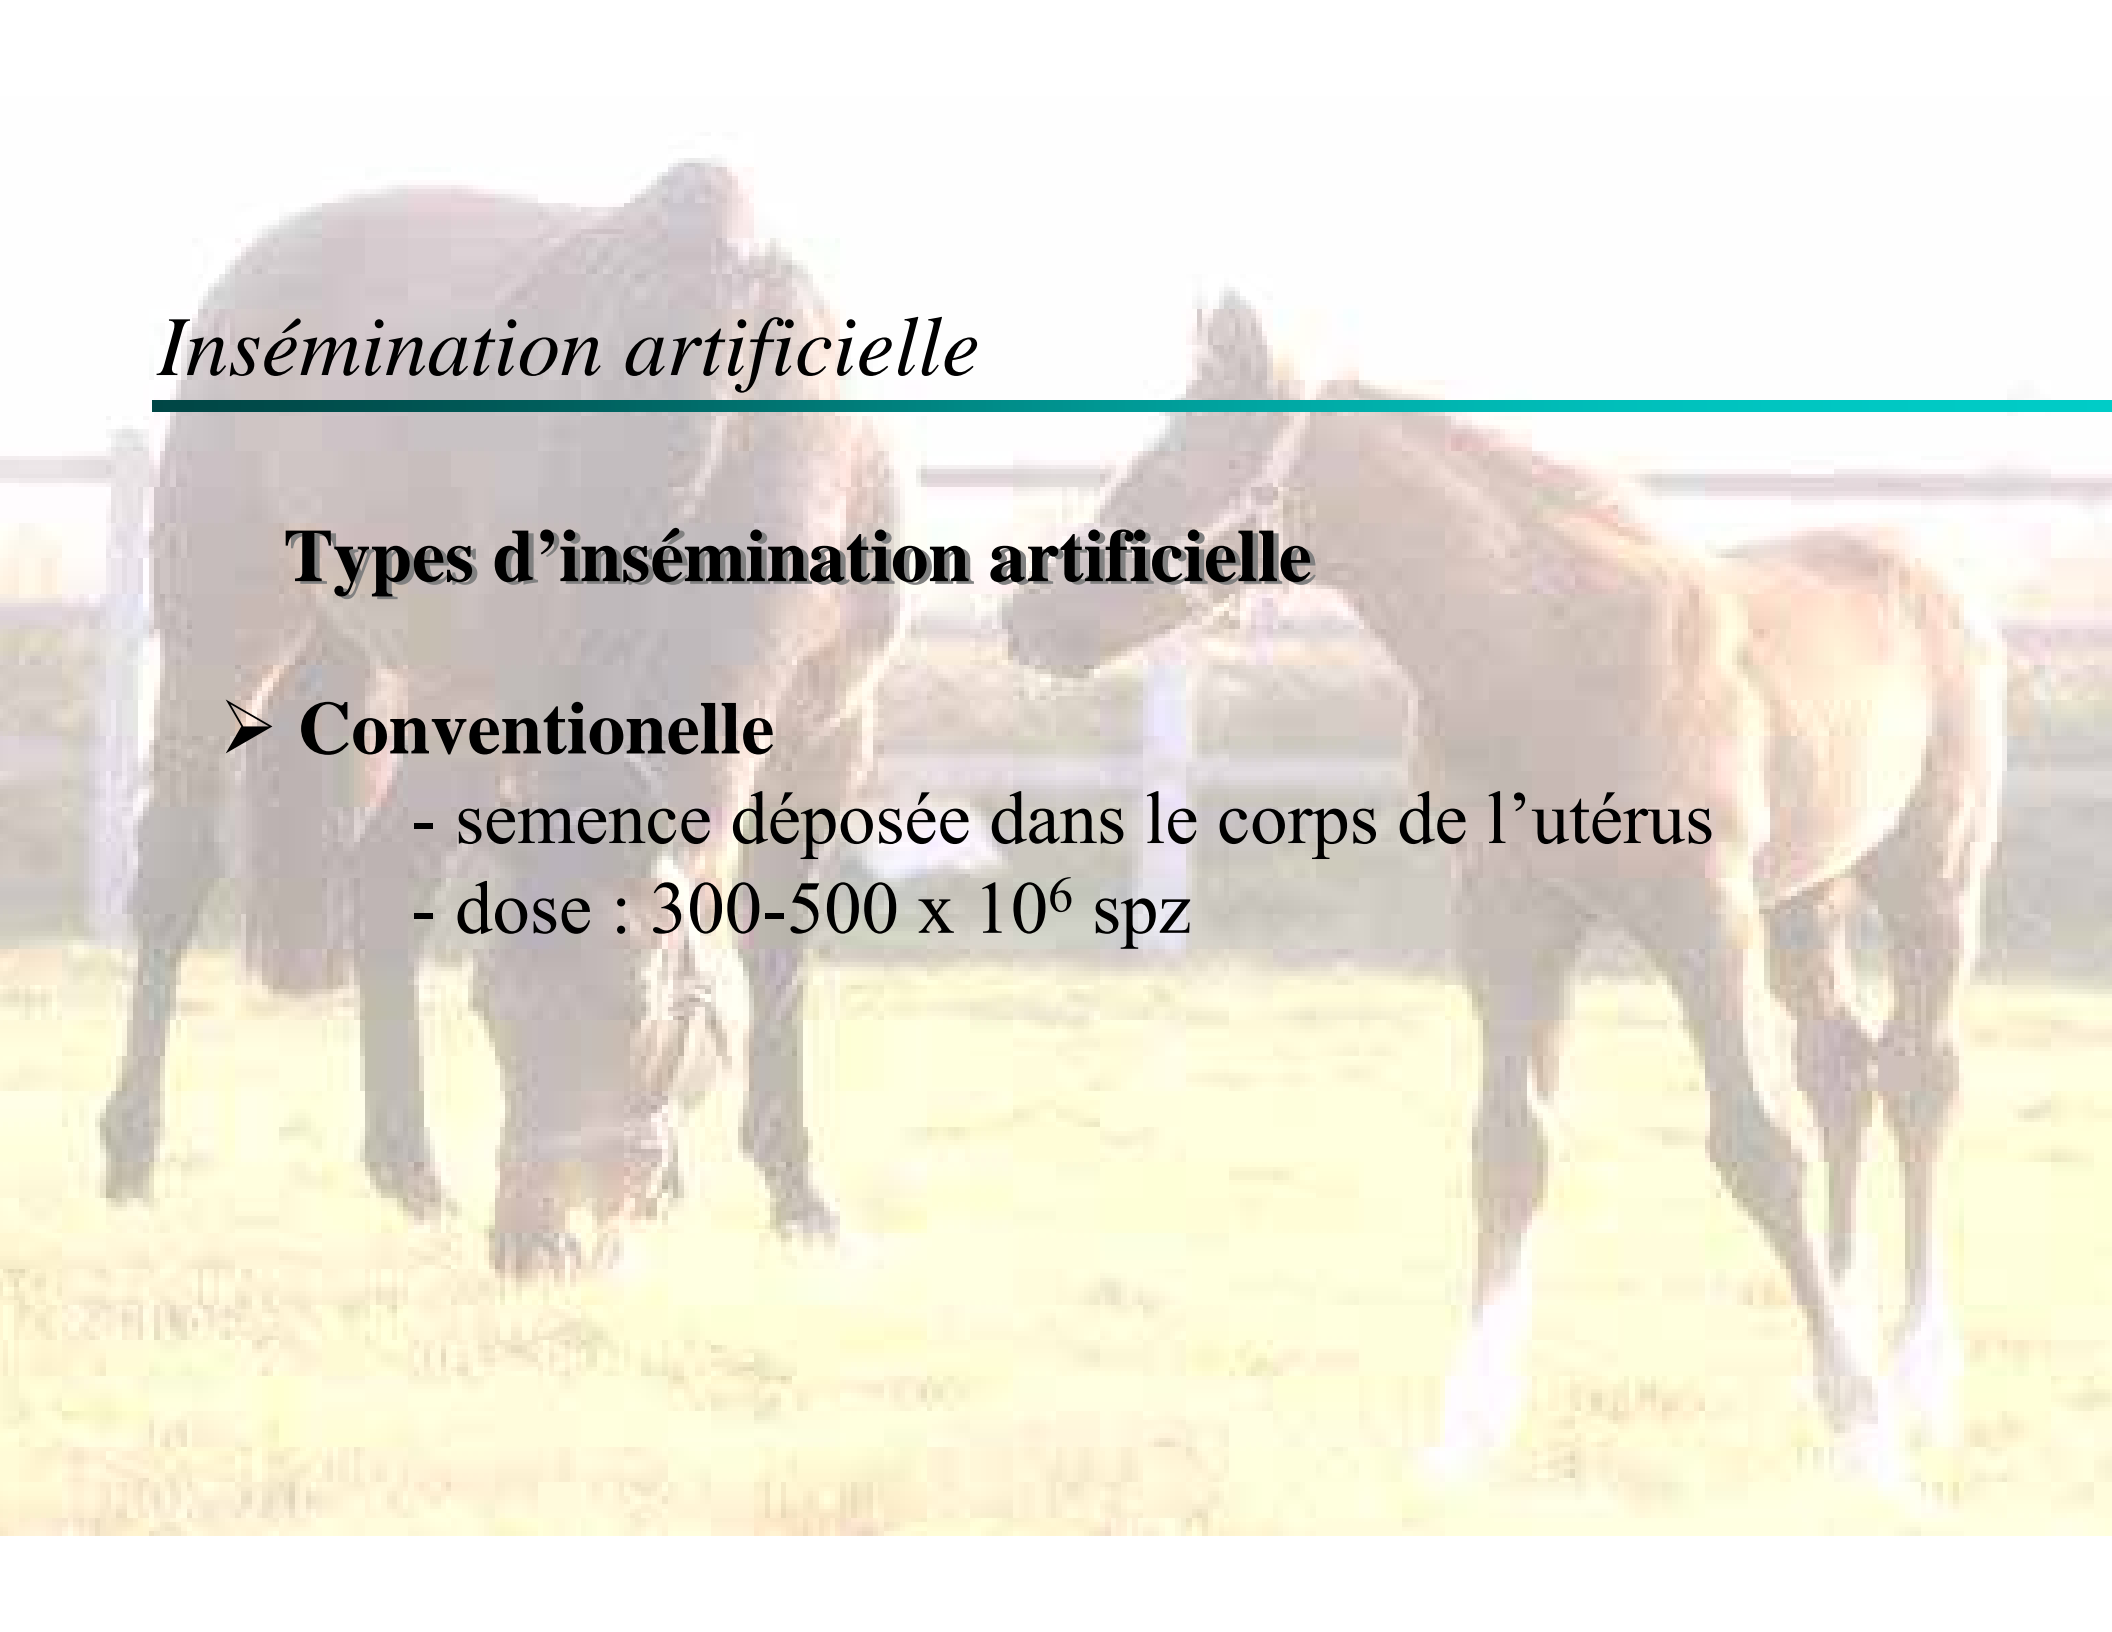 Insémination artificielle
Types d’insémination artificielle
➢ Conventionelle
- semence déposée dans le corps de l’utérus
- dose : 300-500 x 10⁶ spz